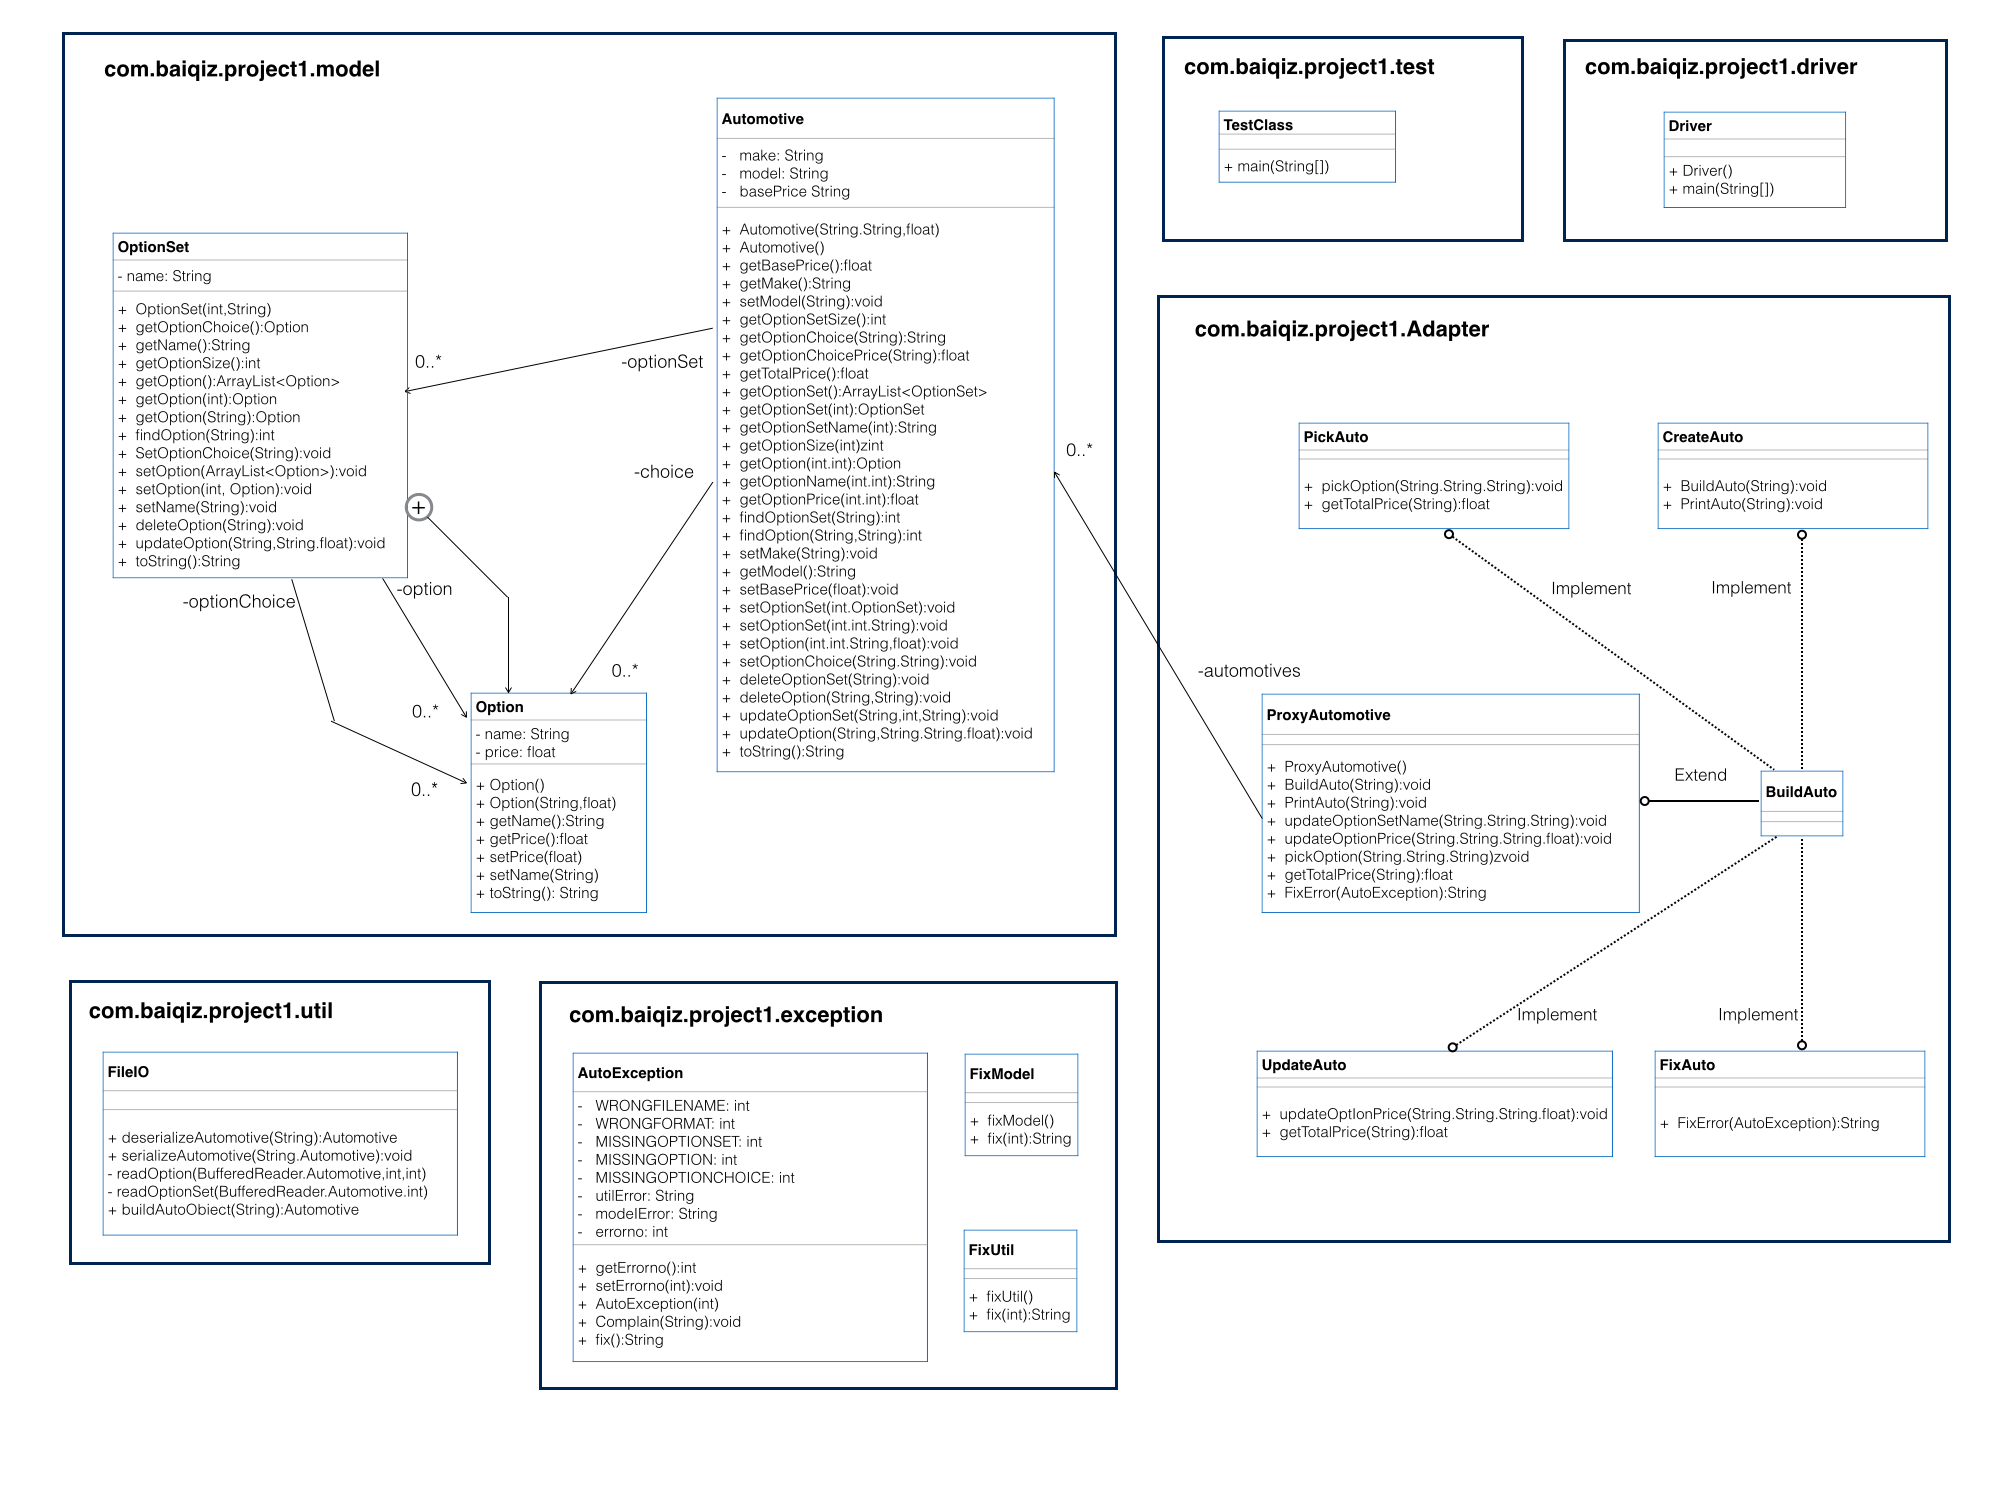 com.baiqiz.project1.model
Automotive
- make: String
- model: String
- basePrice String
+ Automotive(String.String,float)
+ Automotive()
+ getBasePrice():float
+ getMake():String
+ setModel(String):void
+ getOptionSetSize():int
+ getOptionChoice(String):String
+ getOptionChoicePrice(String):float
+ getTotalPrice():float
+ getOptionSet():ArrayList<OptionSet>
+ getOptionSet(int):OptionSet
+ getOptionSetName(int):String
+ getOptionSize(int)zint
+ getOption(int.int):Option
+ getOptionName(int.int):String
+ getOptionPrice(int.int):float
+ findOptionSet(String):int
+ findOption(String,String):int
+ setMake(String):void
+ getModel():String
+ setBasePrice(float):void
+ setOptionSet(int.OptionSet):void
+ setOptionSet(int.int.String):void
+ setOption(int.int.String,float):void
+ setOptionChoice(String.String):void
+ deleteOptionSet(String):void
+ deleteOption(String,String):void
+ updateOptionSet(String,int,String):void
+ updateOption(String,String.String.float):void
+ toString():String
OptionSet
- name: String
+ OptionSet(int,String)
+ getOptionChoice():Option
+ getName():String
+ getOptionSize():int
+ getOption():ArrayList<Option>
+ getOption(int):Option
+ getOption(String):Option
+ findOption(String):int
+ SetOptionChoice(String):void
+ setOption(ArrayList<Option>):void
+ setOption(int, Option):void
+ setName(String):void
+ deleteOption(String):void
+ updateOption(String,String.float):void
+ toString():String
0..*
-optionSet
-choice
+
-optionChoice
-option
0..*
0..*
0..*
Option
- name: String
- price: float
+ Option()
+ Option(String,float)
+ getName():String
+ getPrice():float
+ setPrice(float)
+ setName(String)
+ toString(): String
com.baiqiz.project1.test
TestClass
+ main(String[])
com.baiqiz.project1.driver
Driver
+ Driver()
+ main(String[])
com.baiqiz.project1.Adapter
PickAuto
+ pickOption(String.String.String):void
+ getTotalPrice(String):float
CreateAuto
+ BuildAuto(String):void
+ PrintAuto(String):void
0..*
Implement
Implement
-automotives
ProxyAutomotive
+ ProxyAutomotive()
+ BuildAuto(String):void
+ PrintAuto(String):void
+ updateOptionSetName(String.String.String):void
+ updateOptionPrice(String.String.String.float):void
+ pickOption(String.String.String)zvoid
+ getTotalPrice(String):float
+ FixError(AutoException):String
Extend
BuildAuto
Implement
Implement
UpdateAuto
+ updateOptIonPrice(String.String.String.float):void
+ getTotalPrice(String):float
FixAuto
+ FixError(AutoException):String
com.baiqiz.project1.util
FileIO
+ deserializeAutomotive(String):Automotive
+ serializeAutomotive(String.Automotive):void
- readOption(BufferedReader.Automotive,int,int)
- readOptionSet(BufferedReader.Automotive.int)
+ buildAutoObiect(String):Automotive
com.baiqiz.project1.exception
AutoException
- WRONGFILENAME: int
- WRONGFORMAT: int
- MISSINGOPTIONSET: int
- MISSINGOPTION: int
- MISSINGOPTIONCHOICE: int
- utilError: String
- modelError: String
- errorno: int
+ getErrorno():int
+ setErrorno(int):void
+ AutoException(int)
+ Complain(String):void
+ fix():String
FixModel
+ fixModel()
+ fix(int):String
FixUtil
+ fixUtil()
+ fix(int):String